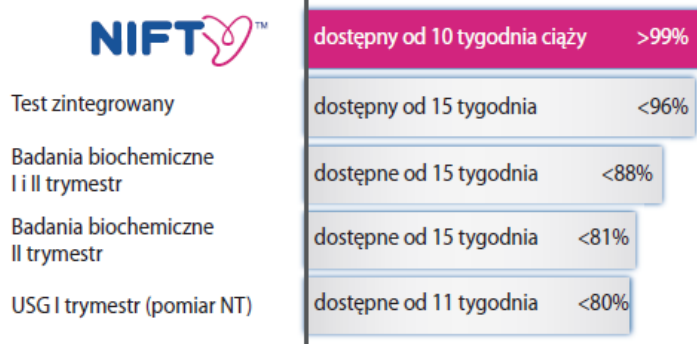 NIFTY™ dostępny od 10 tygodnia ciąży >99%
Test zintegrowany dostępny od 15 tygodnia <96%
Badania biochemiczne
I i II trymestr dostępne od 15 tygodnia <88%
Badania biochemiczne
II trymestr dostępne od 15 tygodnia <81%
USG I trymestr (pomiar NT) dostępne od 11 tygodnia <80%